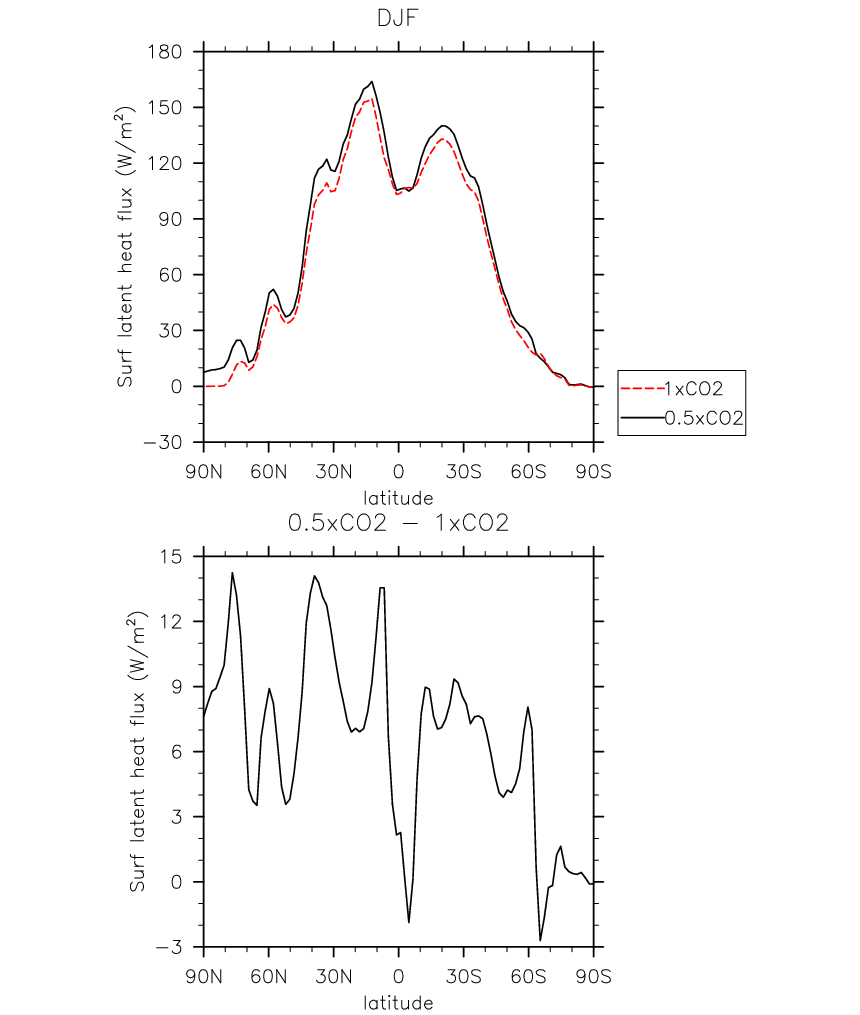 DJF
180
150
120
90
60
30
0
−30
Surf latent heat flux (W/m²)
90N 60N 30N 0 30S 60S 90S
latitude
1xCO2
0.5xCO2
0.5xCO2 − 1xCO2
15
12
9
6
3
0
−3
Surf latent heat flux (W/m²)
90N 60N 30N 0 30S 60S 90S
latitude